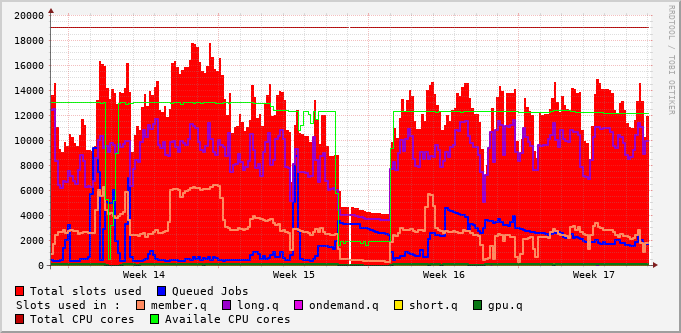 20000
18000
16000
14000
12000
10000
8000
6000
4000
2000
0
Week 14 Week 15 Week 16 Week 17
Total slots used Queued Jobs
Slots used in : member.q long.q ondemand.q short.q gpu.q
Total CPU cores Availale CPU cores
RRDTOOL / TOBI OETIKER